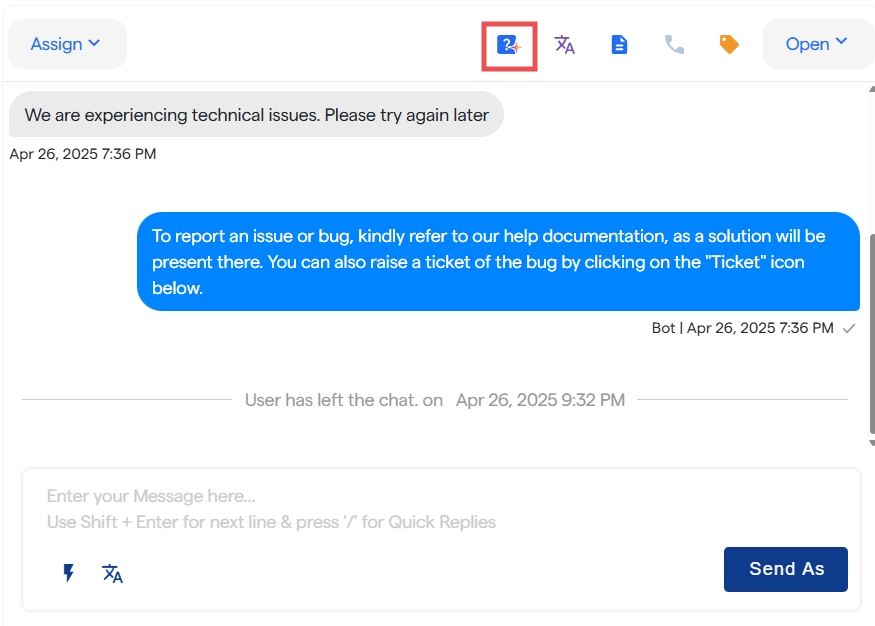 Assign
Open
We are experiencing technical issues. Please try again later
Apr 26, 2025 7:36 PM
To report an issue or bug, kindly refer to our help documentation, as a solution will be
present there. You can also raise a ticket of the bug by clicking on the "Ticket" icon
below.
Bot | Apr 26, 2025 7:36 PM
User has left the chat. on Apr 26, 2025 9:32 PM
Enter your Message here...
Use Shift + Enter for next line & press '/' for Quick Replies
Send As